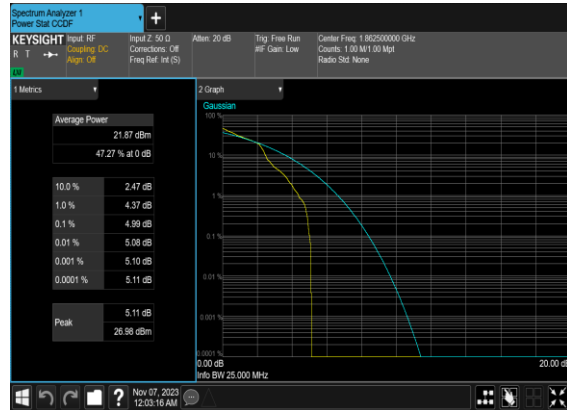 Spectrum Analyzer 1
Power Stat CCDF
+
KEYSIGHT
R T
Input: RF
Coupling: DC
Align: Off
Input Z: 50 Ω
Corrections: Off
Freq Ref: Int (S)
Atten: 20 dB
Trig: Free Run
#IF Gain: Low
Center Freq: 1.862500000 GHz
Counts: 1.00 M/1.00 Mpt
Radio Std: None
1 Metrics
Average Power
21.87 dBm
47.27 % at 0 dB
10.0 % 2.47 dB
1.0 % 4.37 dB
0.1 % 4.99 dB
0.01 % 5.08 dB
0.001 % 5.10 dB
0.0001 % 5.11 dB
Peak
5.11 dB
26.98 dBm
2 Graph
Gaussian
100 %
10 %
1 %
0.1 %
0.01 %
0.001 %
0.0001 %
0.00 dB
20.00 dB
Info BW 25.000 MHz
?
Nov 07, 2023
12:03:16 AM